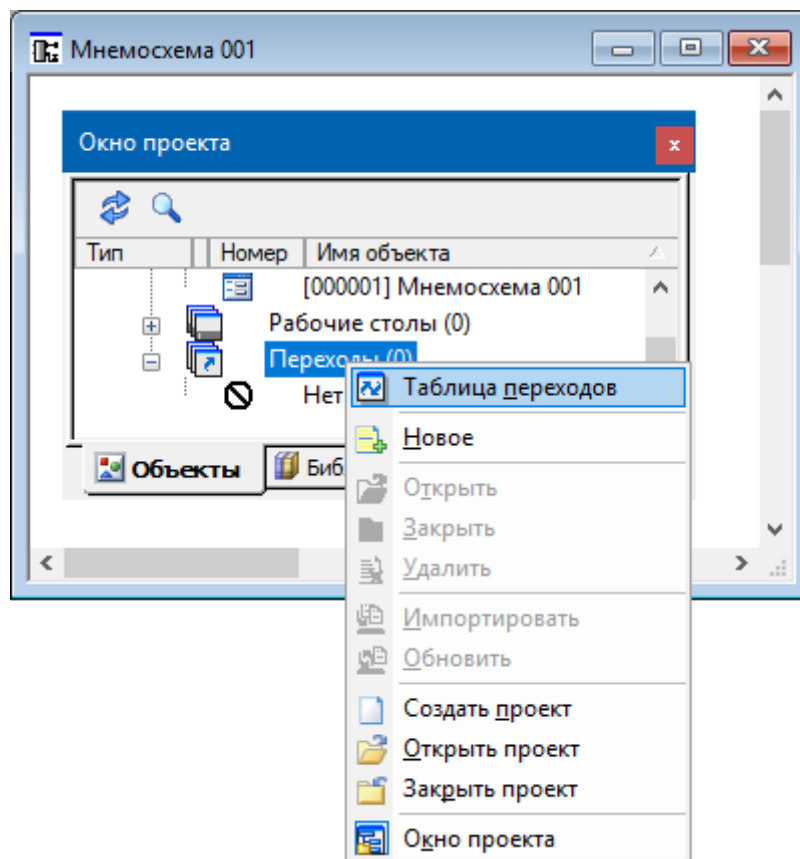 Мнемосхема 001
Окно проекта
Тип Номер Имя объекта
[000001] Мнемосхема 001
Рабочие столы (0)
Переходы (0)
Нет
Объекты Биб
Таблица переходов
Новое
Открыть
Закрыть
Удалить
Импортировать
Обновить
Создать проект
Открыть проект
Закрыть проект
Окно проекта